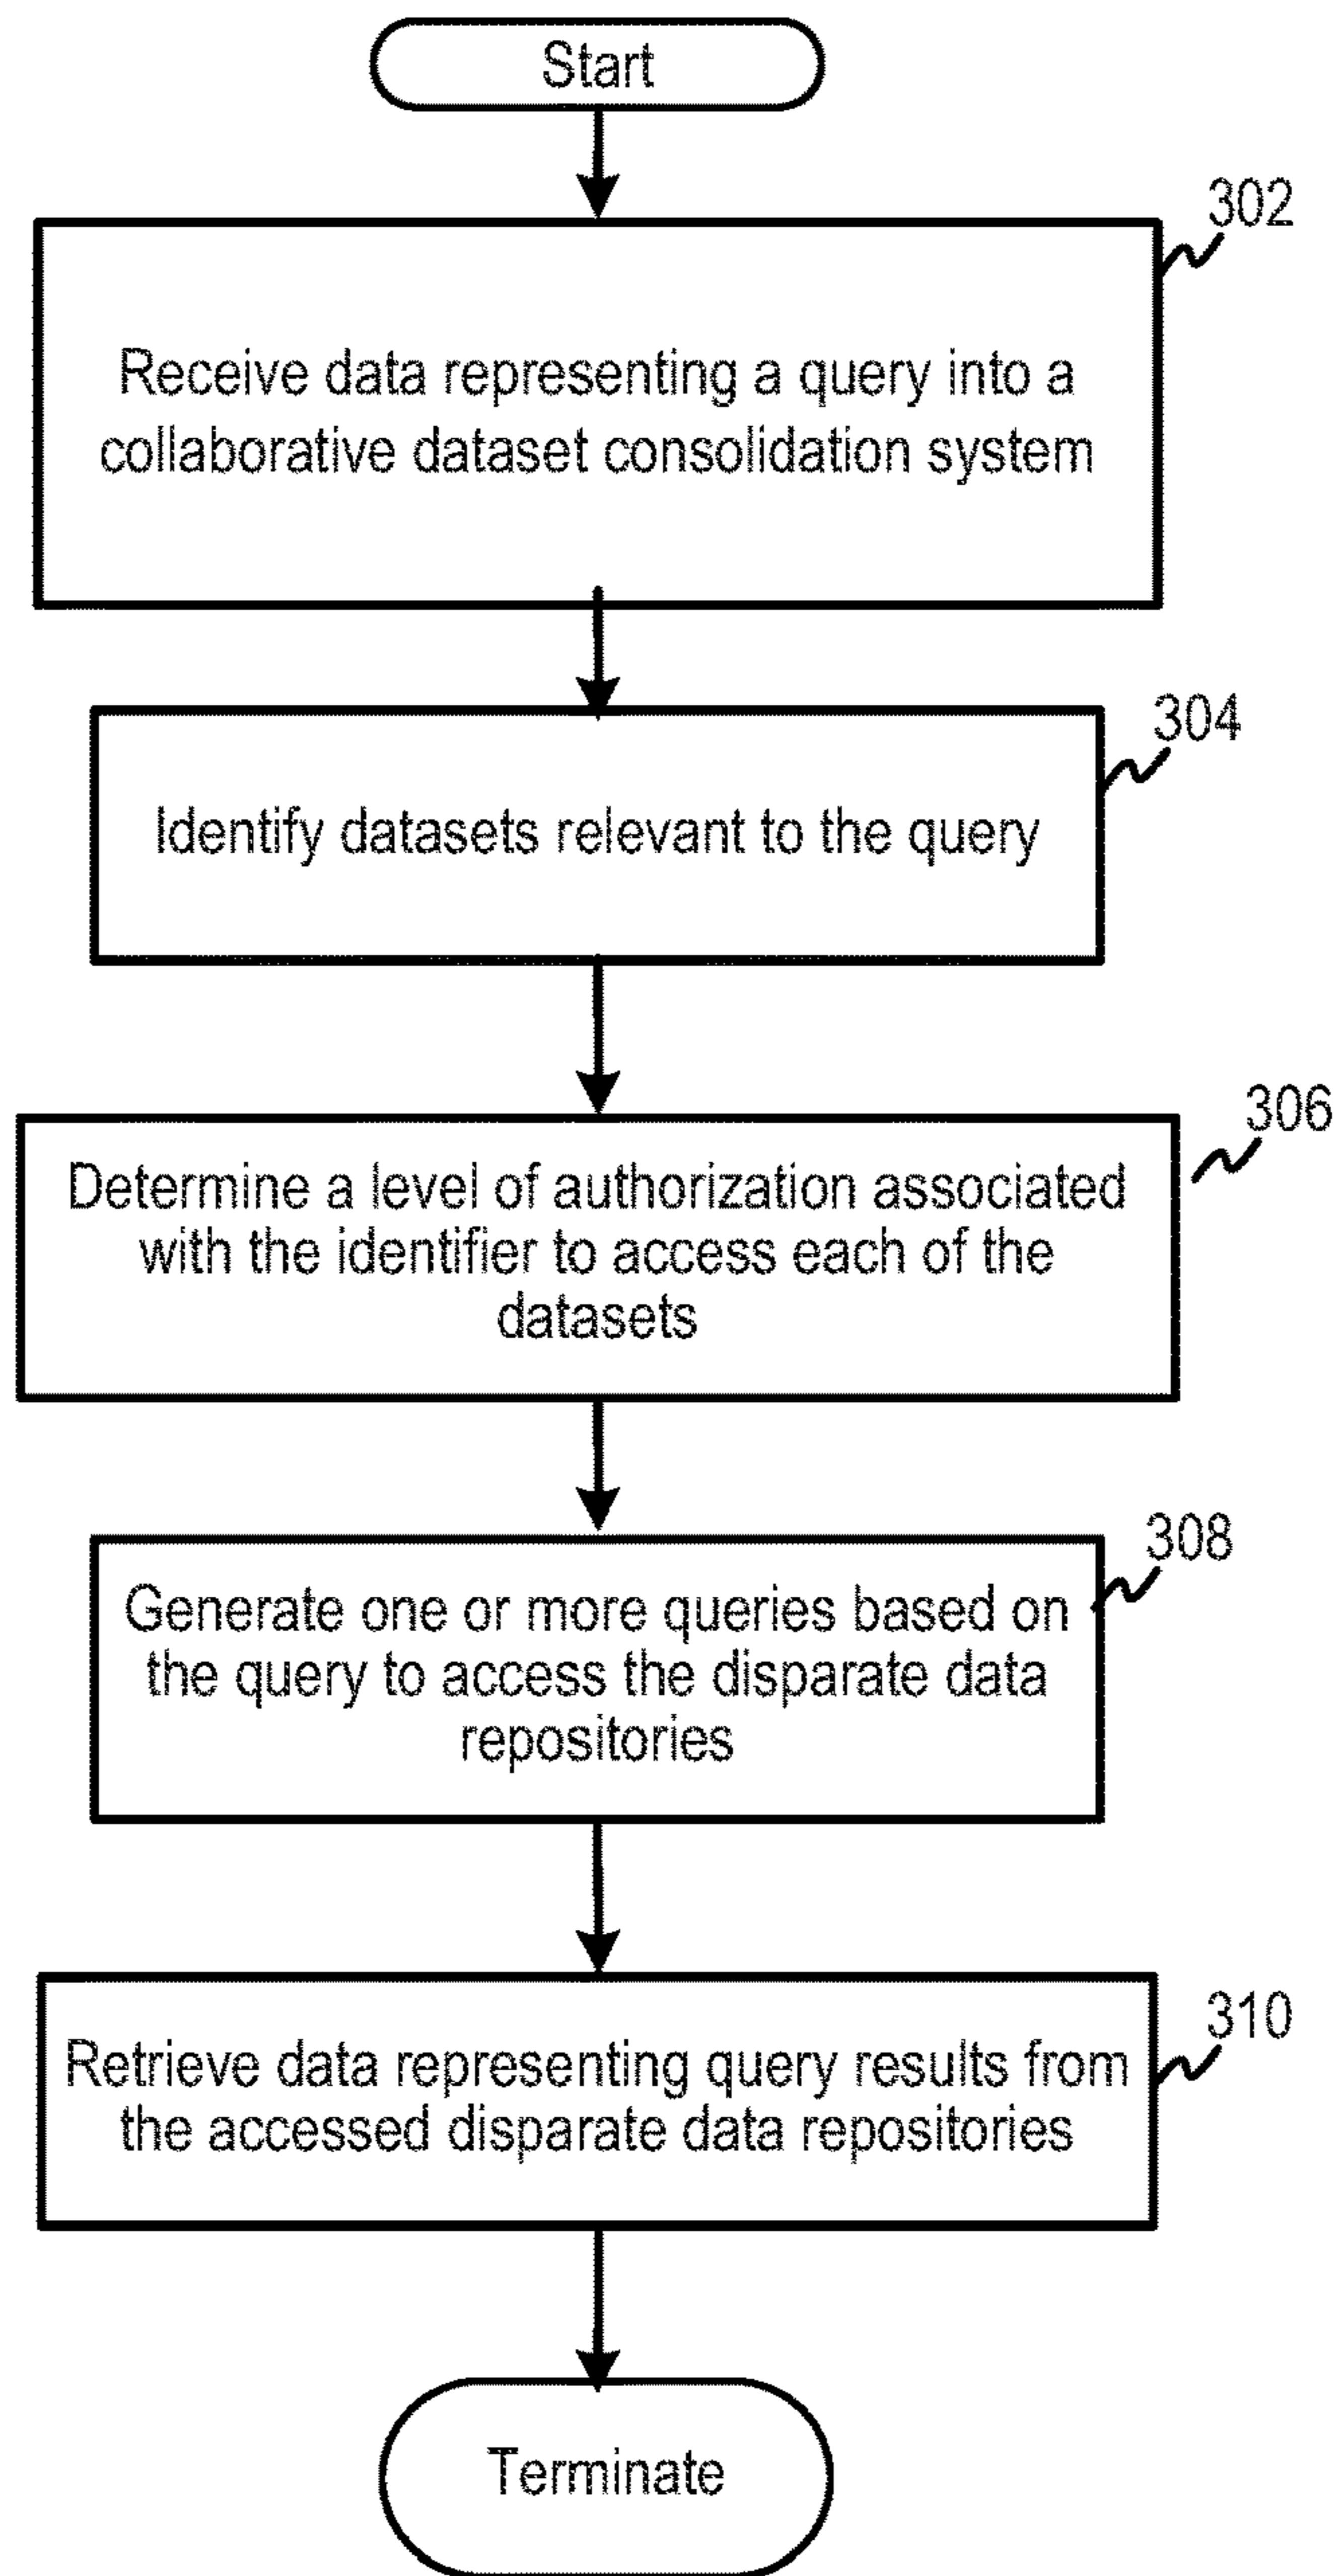 Start
302
Receive data representing a query into a
collaborative dataset consolidation system
304
Identify datasets relevant to the query
306
Determine a level of authorization associated
with the identifier to access each of the
datasets
308
Generate one or more queries based on
the query to access the disparate data
repositories
310
Retrieve data representing query results from
the accessed disparate data repositories
Terminate